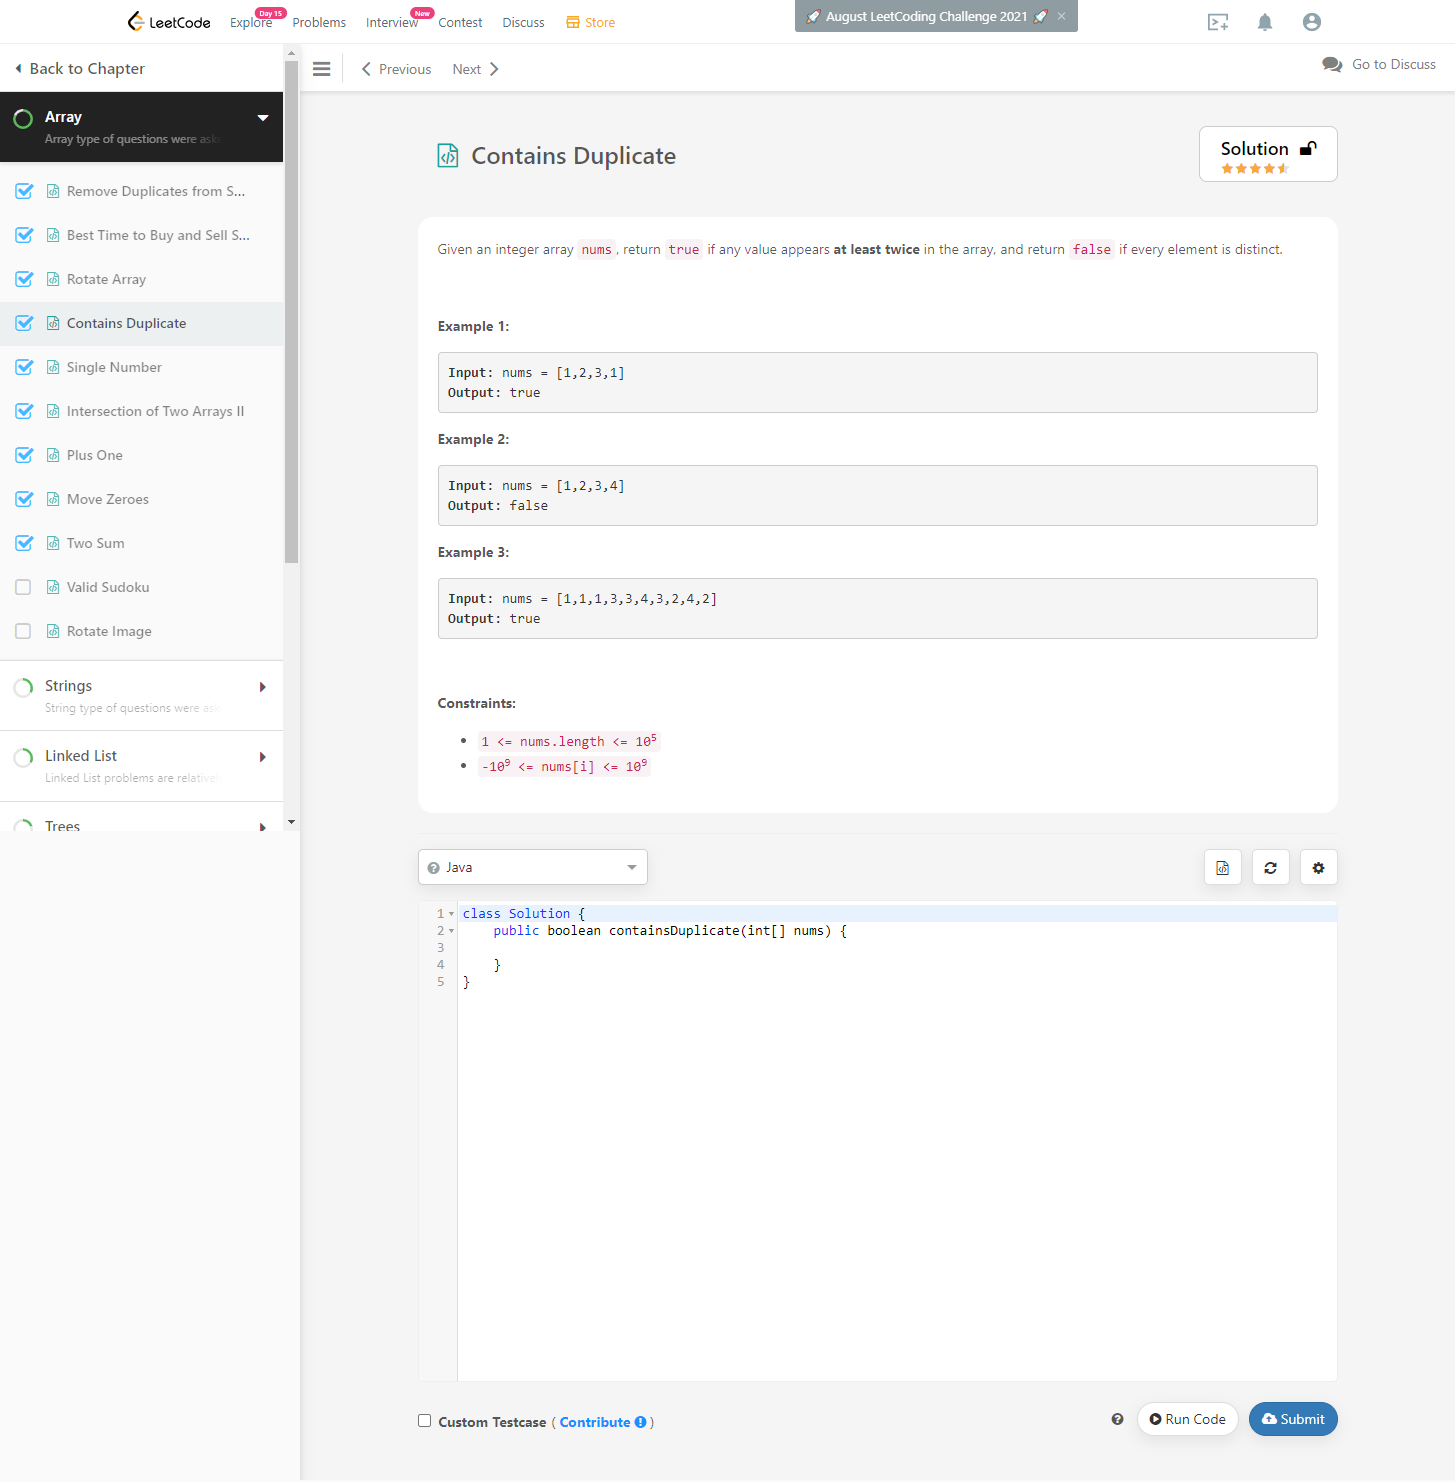 LeetCode
Explore
Day 15
Problems
Interview
New
Contest
Discuss
Store
🚀 August LeetCoding Challenge 2021 🚀 ×
Back to Chapter
Previous
Next
Go to Discuss
Array
Array type of questions were ask
Remove Duplicates from S...
Best Time to Buy and Sell S...
Rotate Array
Contains Duplicate
Single Number
Intersection of Two Arrays II
Plus One
Move Zeroes
Two Sum
Valid Sudoku
Rotate Image
Strings
String type of questions were as
Linked List
Linked List problems are relative
Trees
Contains Duplicate
Solution
Given an integer array nums, return true if any value appears at least twice in the array, and return false if every element is distinct.
Example 1:
Input: nums = [1,2,3,1]
Output: true
Example 2:
Input: nums = [1,2,3,4]
Output: false
Example 3:
Input: nums = [1,1,1,3,3,4,3,2,4,2]
Output: true
Constraints:
• 1 <= nums.length <= 10⁵
• -10⁹ <= nums[i] <= 10⁹
Java
1 class Solution {
2     public boolean containsDuplicate(int[] nums) {
3
4     }
5 }
Custom Testcase ( Contribute )
Run Code
Submit